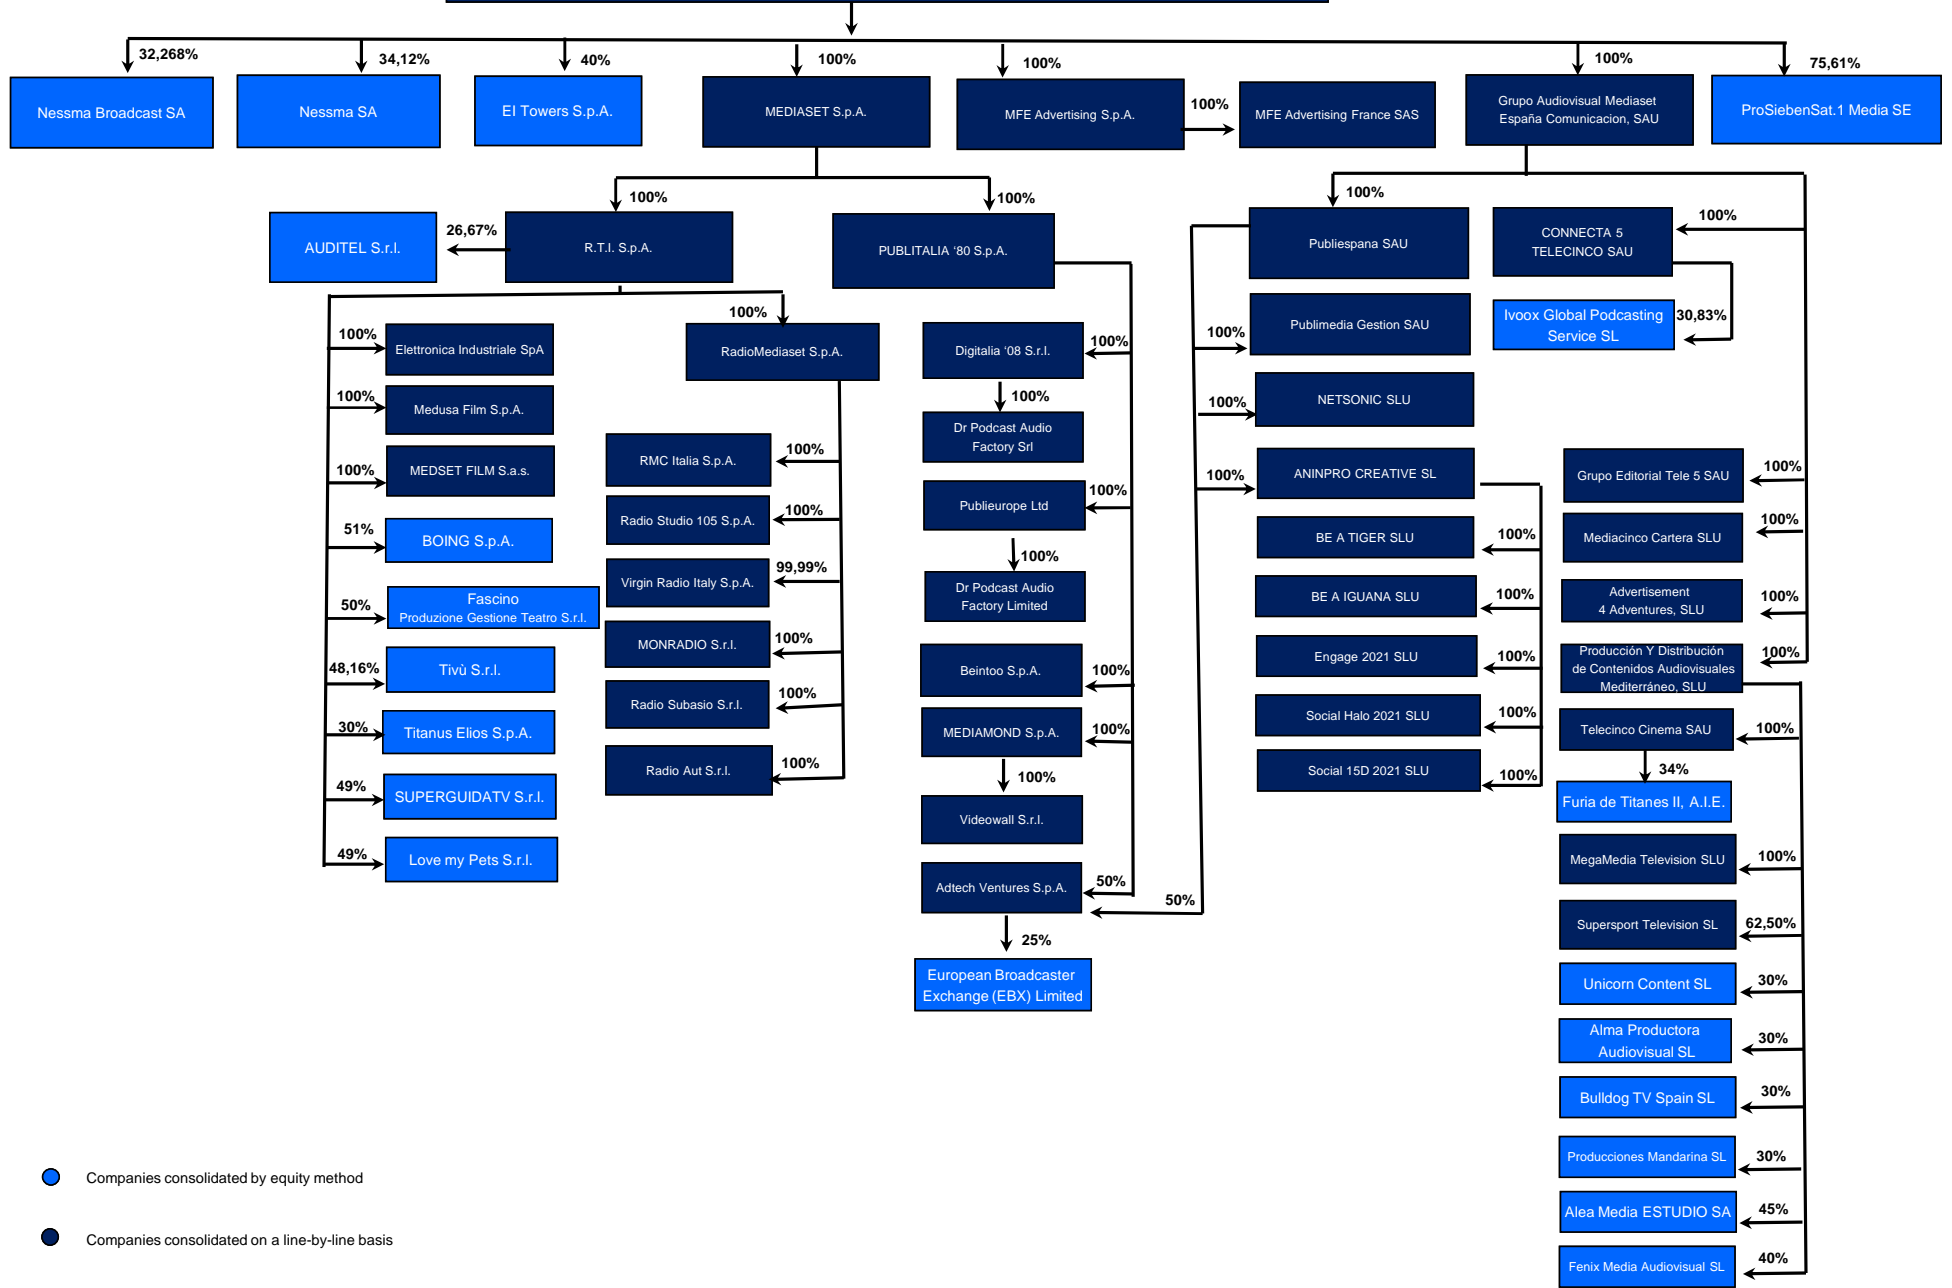 32,268%
34,12%
40%
100%
100%
100%
75,61%
Nessma Broadcast SA
Nessma SA
EI Towers S.p.A.
MEDIASET S.p.A.
MFE Advertising S.p.A.
100%
MFE Advertising France SAS
Grupo Audiovisual Mediaset
España Comunicacion, SAU
ProSiebenSat.1 Media SE
100%
100%
100%
100%
AUDITEL S.r.l.
26,67%
R.T.I. S.p.A.
PUBLITALIA ‘80 S.p.A.
Publiespana SAU
CONNECTA 5
TELECINCO SAU
100%
100%
Elettronica Industriale SpA
100%
Medusa Film S.p.A.
100%
MEDSET FILM S.a.s.
51%
BOING S.p.A.
50%
Fascino
Produzione Gestione Teatro S.r.l.
48,16%
Tivù S.r.l.
30%
Titanus Elios S.p.A.
49%
SUPERGUIDATV S.r.l.
49%
Love my Pets S.r.l.
RadioMediaset S.p.A.
RMC Italia S.p.A.
100%
Radio Studio 105 S.p.A.
100%
Virgin Radio Italy S.p.A.
99,99%
MONRADIO S.r.l.
100%
Radio Subasio S.r.l.
100%
Radio Aut S.r.l.
100%
Digitalia ‘08 S.r.l.
100%
100%
Dr Podcast Audio
Factory Srl
Publieurope Ltd
100%
100%
Dr Podcast Audio
Factory Limited
Beintoo S.p.A.
100%
MEDIAMOND S.p.A.
100%
100%
Videowall S.r.l.
Adtech Ventures S.p.A.
50%
50%
25%
European Broadcaster
Exchange (EBX) Limited
100%
Publimedia Gestion SAU
100%
NETSONIC SLU
100%
ANINPRO CREATIVE SL
BE A TIGER SLU
100%
BE A IGUANA SLU
100%
Engage 2021 SLU
100%
Social Halo 2021 SLU
100%
Social 15D 2021 SLU
100%
Ivoox Global Podcasting
Service SL
30,83%
Grupo Editorial Tele 5 SAU
100%
Mediacinco Cartera SLU
100%
Advertisement
4 Adventures, SLU
100%
Producción Y Distribución
de Contenidos Audiovisuales
Mediterráneo, SLU
100%
Telecinco Cinema SAU
100%
34%
Furia de Titanes II, A.I.E.
MegaMedia Television SLU
100%
Supersport Television SL
62,50%
Unicorn Content SL
30%
Alma Productora
Audiovisual SL
30%
Bulldog TV Spain SL
30%
Producciones Mandarina SL
30%
Alea Media ESTUDIO SA
45%
Fenix Media Audiovisual SL
40%
Companies consolidated by equity method
Companies consolidated on a line-by-line basis
100%